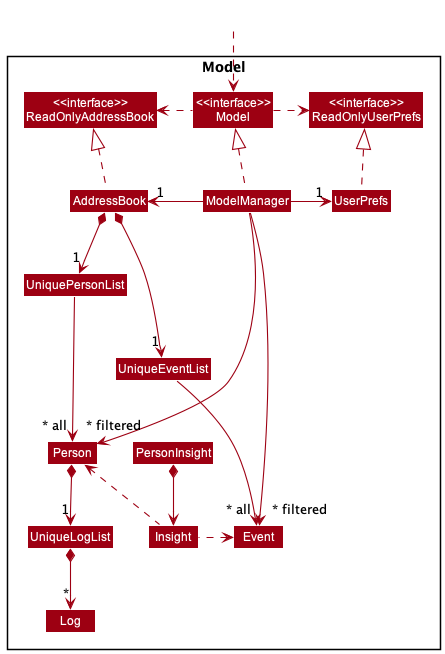 Model
<<interface>>
ReadOnlyAddressBook
<<interface>>
Model
<<interface>>
ReadOnlyUserPrefs
AddressBook
1
ModelManager
1
UserPrefs
1
UniquePersonList
1
UniqueEventList
* all
* filtered
Person
PersonInsight
1
* all
* filtered
UniqueLogList
Insight
Event
*
Log